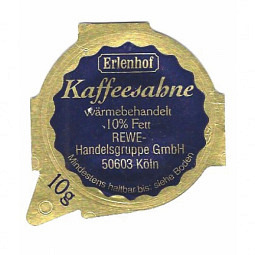 Erlenhof
Kaffeesahne
wärmebehandelt
10% Fett
REWE-
Handelsgruppe GmbH
50603 Köln
Mindestens haltbar bis: siehe Boden
10g